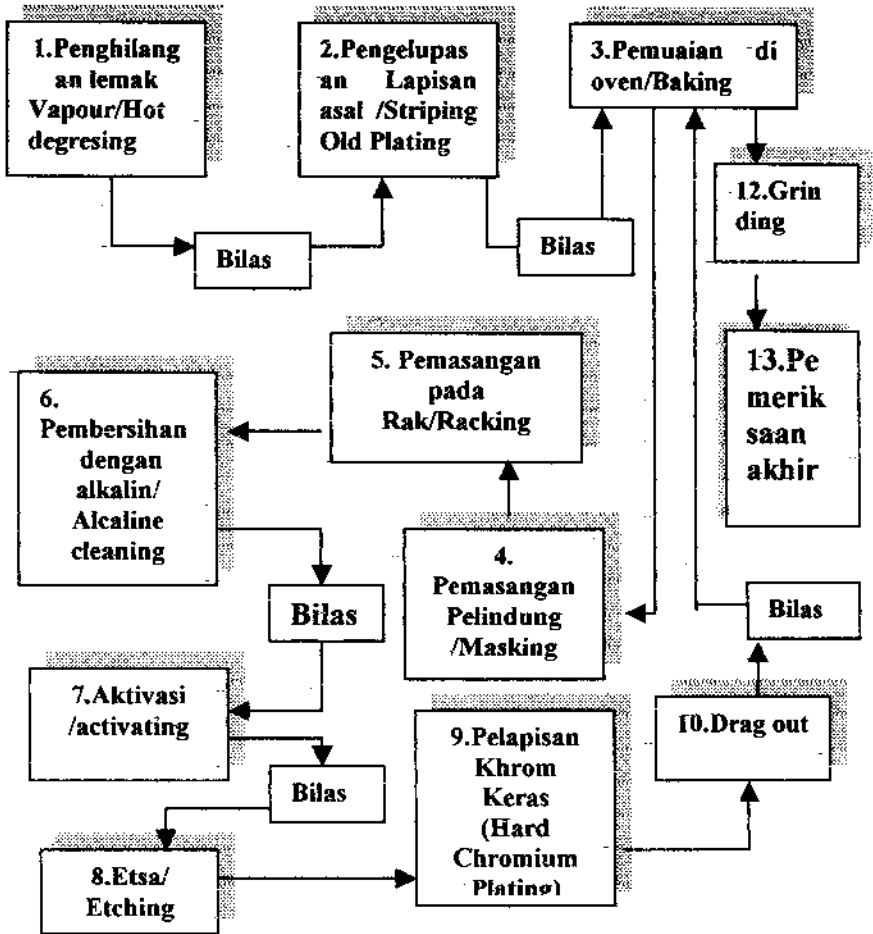 1.Penghilang
an lemak
Vapour/Hot
degresing
Bilas
2.Pengelupas
an Lapisan
asal /Striping
Old Plating
Bilas
3.Pemuaian di
oven/Baking
12.Grin
ding
13.Pe
merik
saan
akhir
5. Pemasangan
pada
Rak/Racking
6.
Pembersihan
dengan
alkalin/
Alcaline
cleaning
Bilas
4.
Pemasangan
Pelindung
/Masking
7.Aktivasi
/activating
Bilas
8.Etsa/
Etching
9.Pelapisan
Khrom
Keras
(Hard
Chromium
Plating)
10.Drag out
Bilas